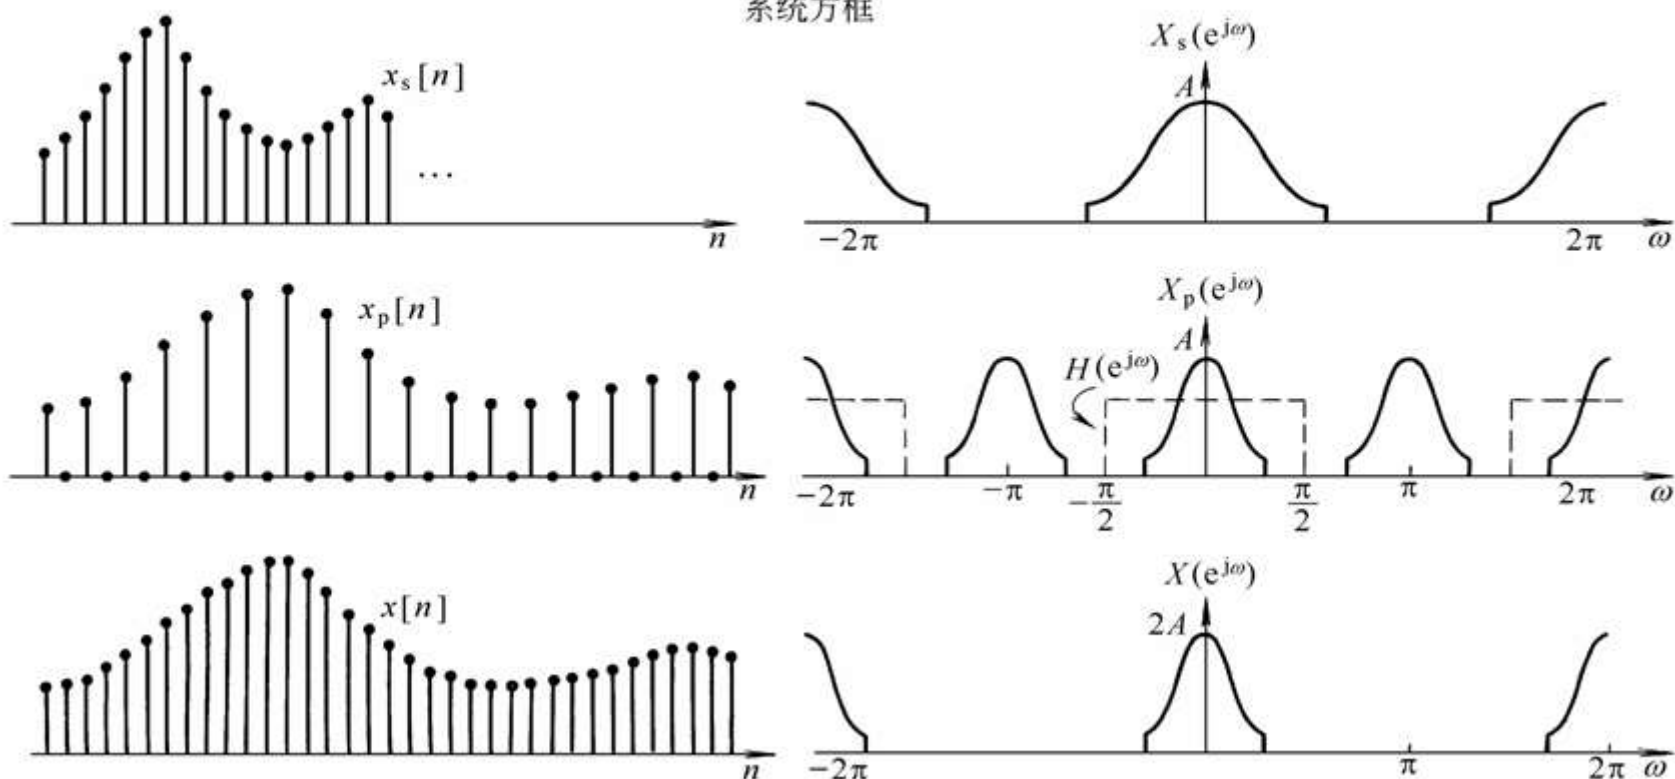 系统方框
x_s[n]
...
n
X_s(e^{jω})
A
−2π
2π
ω
x_p[n]
n
X_p(e^{jω})
A
H(e^{jω})
−2π
−π
−π/2
π/2
π
2π
ω
x[n]
n
X(e^{jω})
2A
−2π
π
2π
ω